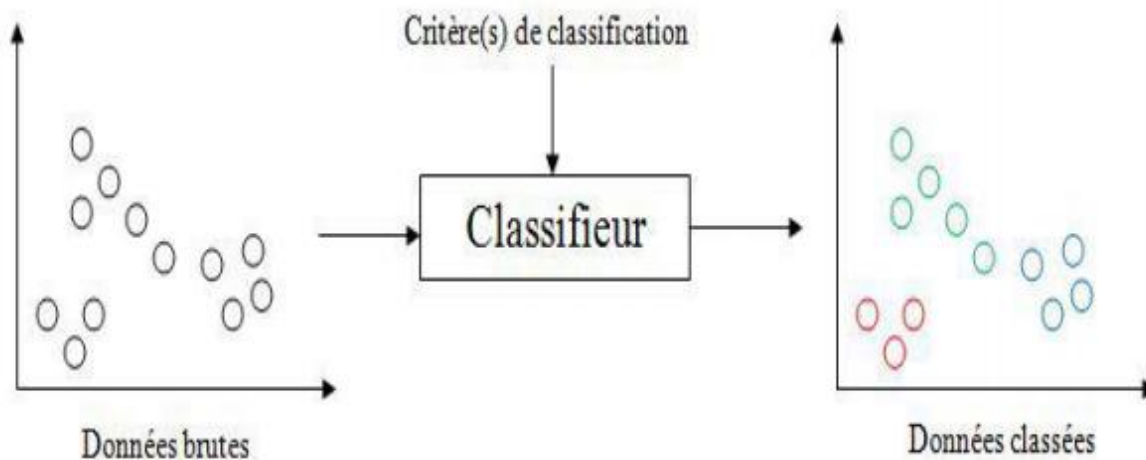 Critère(s) de classification
Classifieur
Données brutes
Données classées